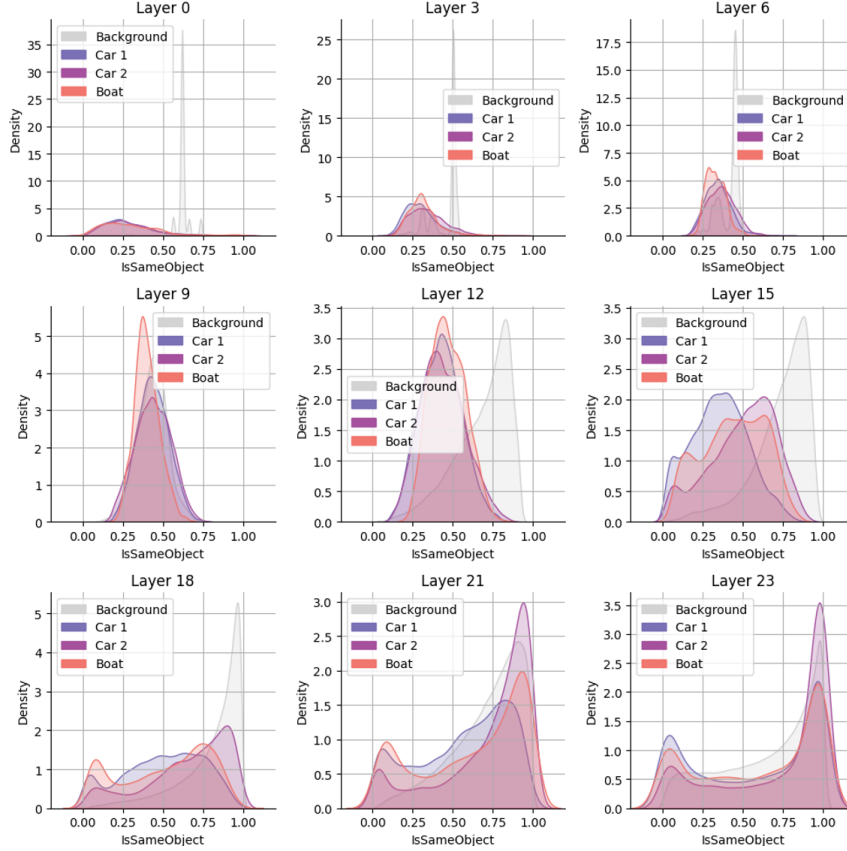 Layer 0
35
30
25
20
15
10
5
0
Density
Background
Car 1
Car 2
Boat
0.00 0.25 0.50 0.75 1.00
IsSameObject
Layer 3
25
20
15
10
5
0
Density
Background
Car 1
Car 2
Boat
0.00 0.25 0.50 0.75 1.00
IsSameObject
Layer 6
17.5
15.0
12.5
10.0
7.5
5.0
2.5
0.0
Density
Background
Car 1
Car 2
Boat
0.00 0.25 0.50 0.75 1.00
IsSameObject
Layer 9
5
4
3
2
1
0
Density
Background
Car 1
Car 2
Boat
0.00 0.25 0.50 0.75 1.00
IsSameObject
Layer 12
3.5
3.0
2.5
2.0
1.5
1.0
0.5
0.0
Density
Background
Car 1
Car 2
Boat
0.00 0.25 0.50 0.75 1.00
IsSameObject
Layer 15
3.5
3.0
2.5
2.0
1.5
1.0
0.5
0.0
Density
Background
Car 1
Car 2
Boat
0.00 0.25 0.50 0.75 1.00
IsSameObject
Layer 18
5
4
3
2
1
0
Density
Background
Car 1
Car 2
Boat
0.00 0.25 0.50 0.75 1.00
IsSameObject
Layer 21
3.0
2.5
2.0
1.5
1.0
0.5
0.0
Density
Background
Car 1
Car 2
Boat
0.00 0.25 0.50 0.75 1.00
IsSameObject
Layer 23
3.5
3.0
2.5
2.0
1.5
1.0
0.5
0.0
Density
Background
Car 1
Car 2
Boat
0.00 0.25 0.50 0.75 1.00
IsSameObject